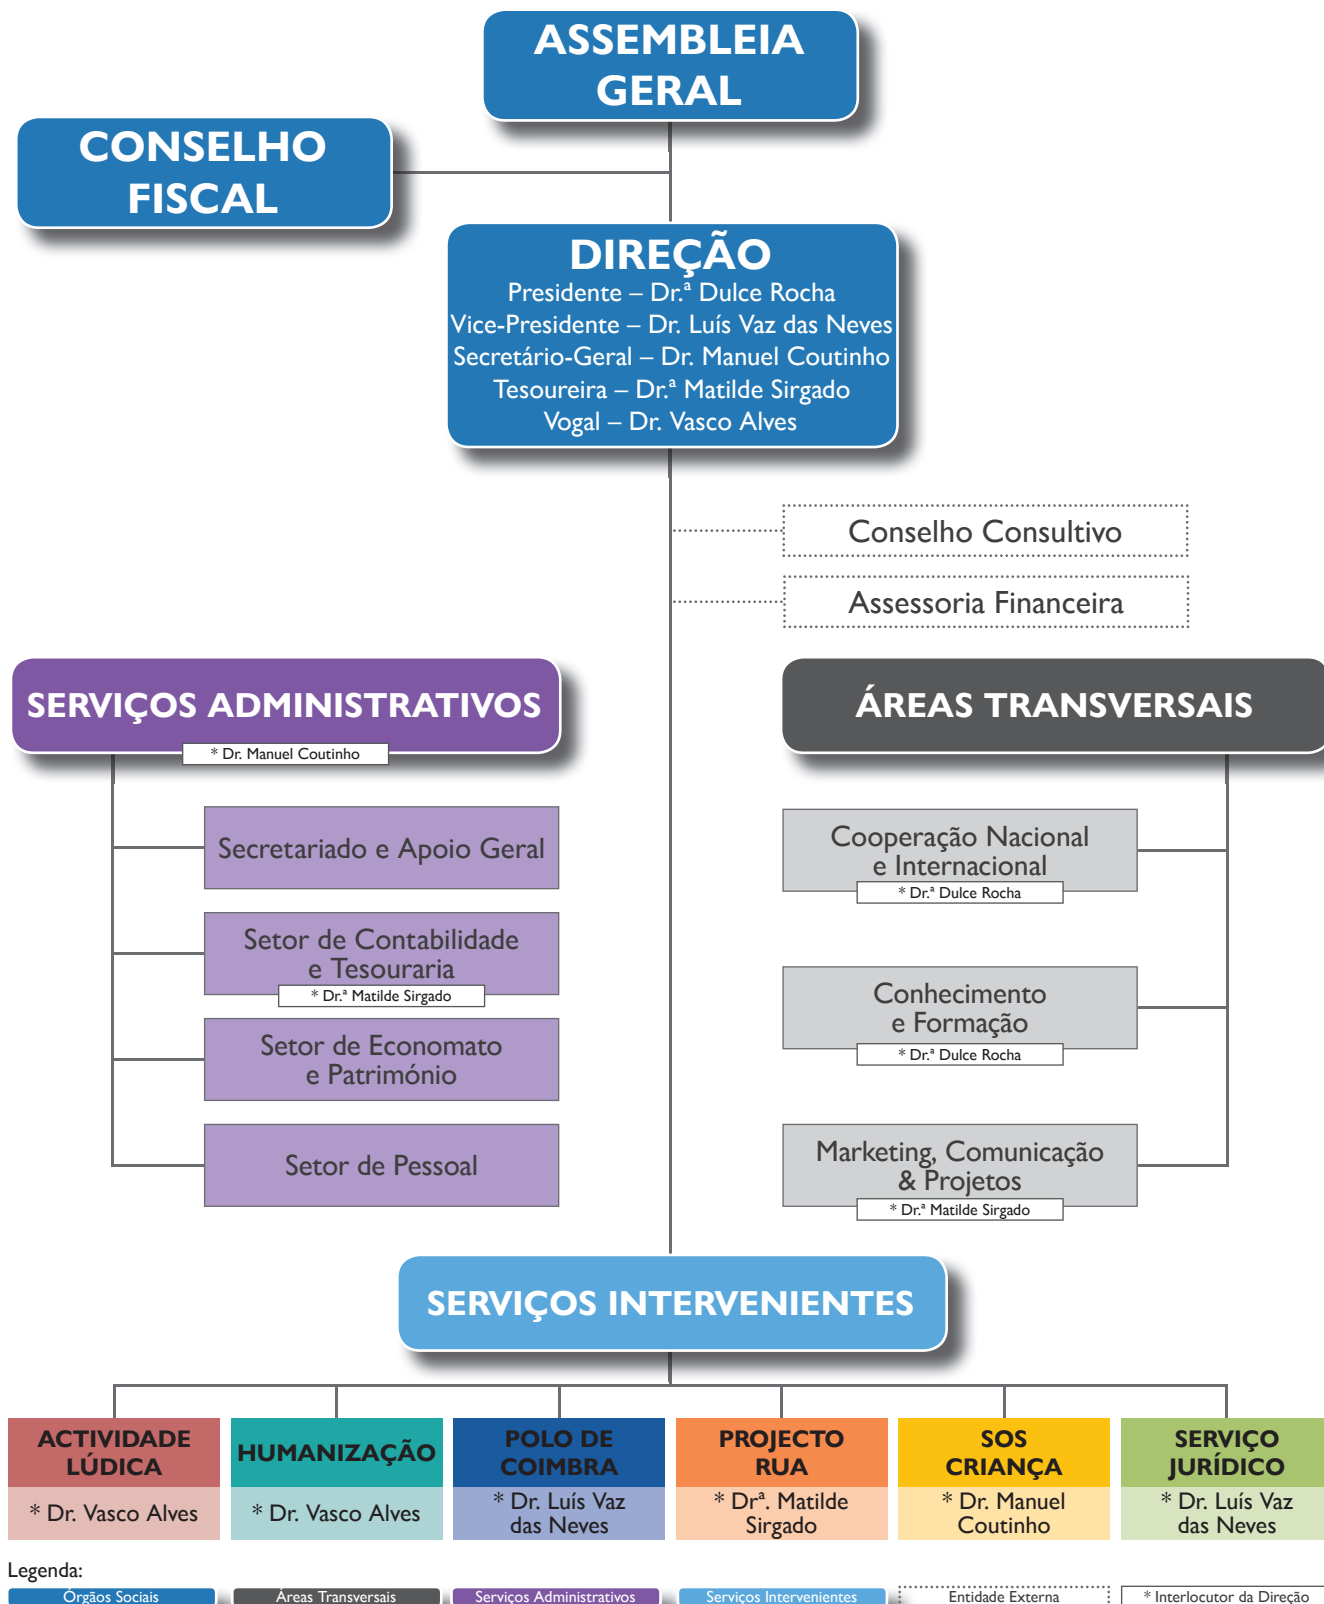 ASSEMBLEIA
GERAL
CONSELHO
FISCAL
DIREÇÃO
Presidente – Dr.ª Dulce Rocha
Vice-Presidente – Dr. Luís Vaz das Neves
Secretário-Geral – Dr. Manuel Coutinho
Tesoureira – Dr.ª Matilde Sirgado
Vogal – Dr. Vasco Alves
Conselho Consultivo
Assessoria Financeira
SERVIÇOS ADMINISTRATIVOS
* Dr. Manuel Coutinho
Secretariado e Apoio Geral
Setor de Contabilidade
e Tesouraria
* Dr.ª Matilde Sirgado
Setor de Economato
e Património
Setor de Pessoal
ÁREAS TRANSVERSAIS
Cooperação Nacional
e Internacional
* Dr.ª Dulce Rocha
Conhecimento
e Formação
* Dr.ª Dulce Rocha
Marketing, Comunicação
& Projetos
* Dr.ª Matilde Sirgado
SERVIÇOS INTERVENIENTES
ACTIVIDADE
LÚDICA
* Dr. Vasco Alves
HUMANIZAÇÃO
* Dr. Vasco Alves
POLO DE
COIMBRA
* Dr. Luís Vaz
das Neves
PROJECTO
RUA
* Drª. Matilde
Sirgado
SOS
CRIANÇA
* Dr. Manuel
Coutinho
SERVIÇO
JURÍDICO
* Dr. Luís Vaz
das Neves
Legenda:
Órgãos Sociais
Áreas Transversais
Serviços Administrativos
Serviços Intervenientes
Entidade Externa
* Interlocutor da Direção